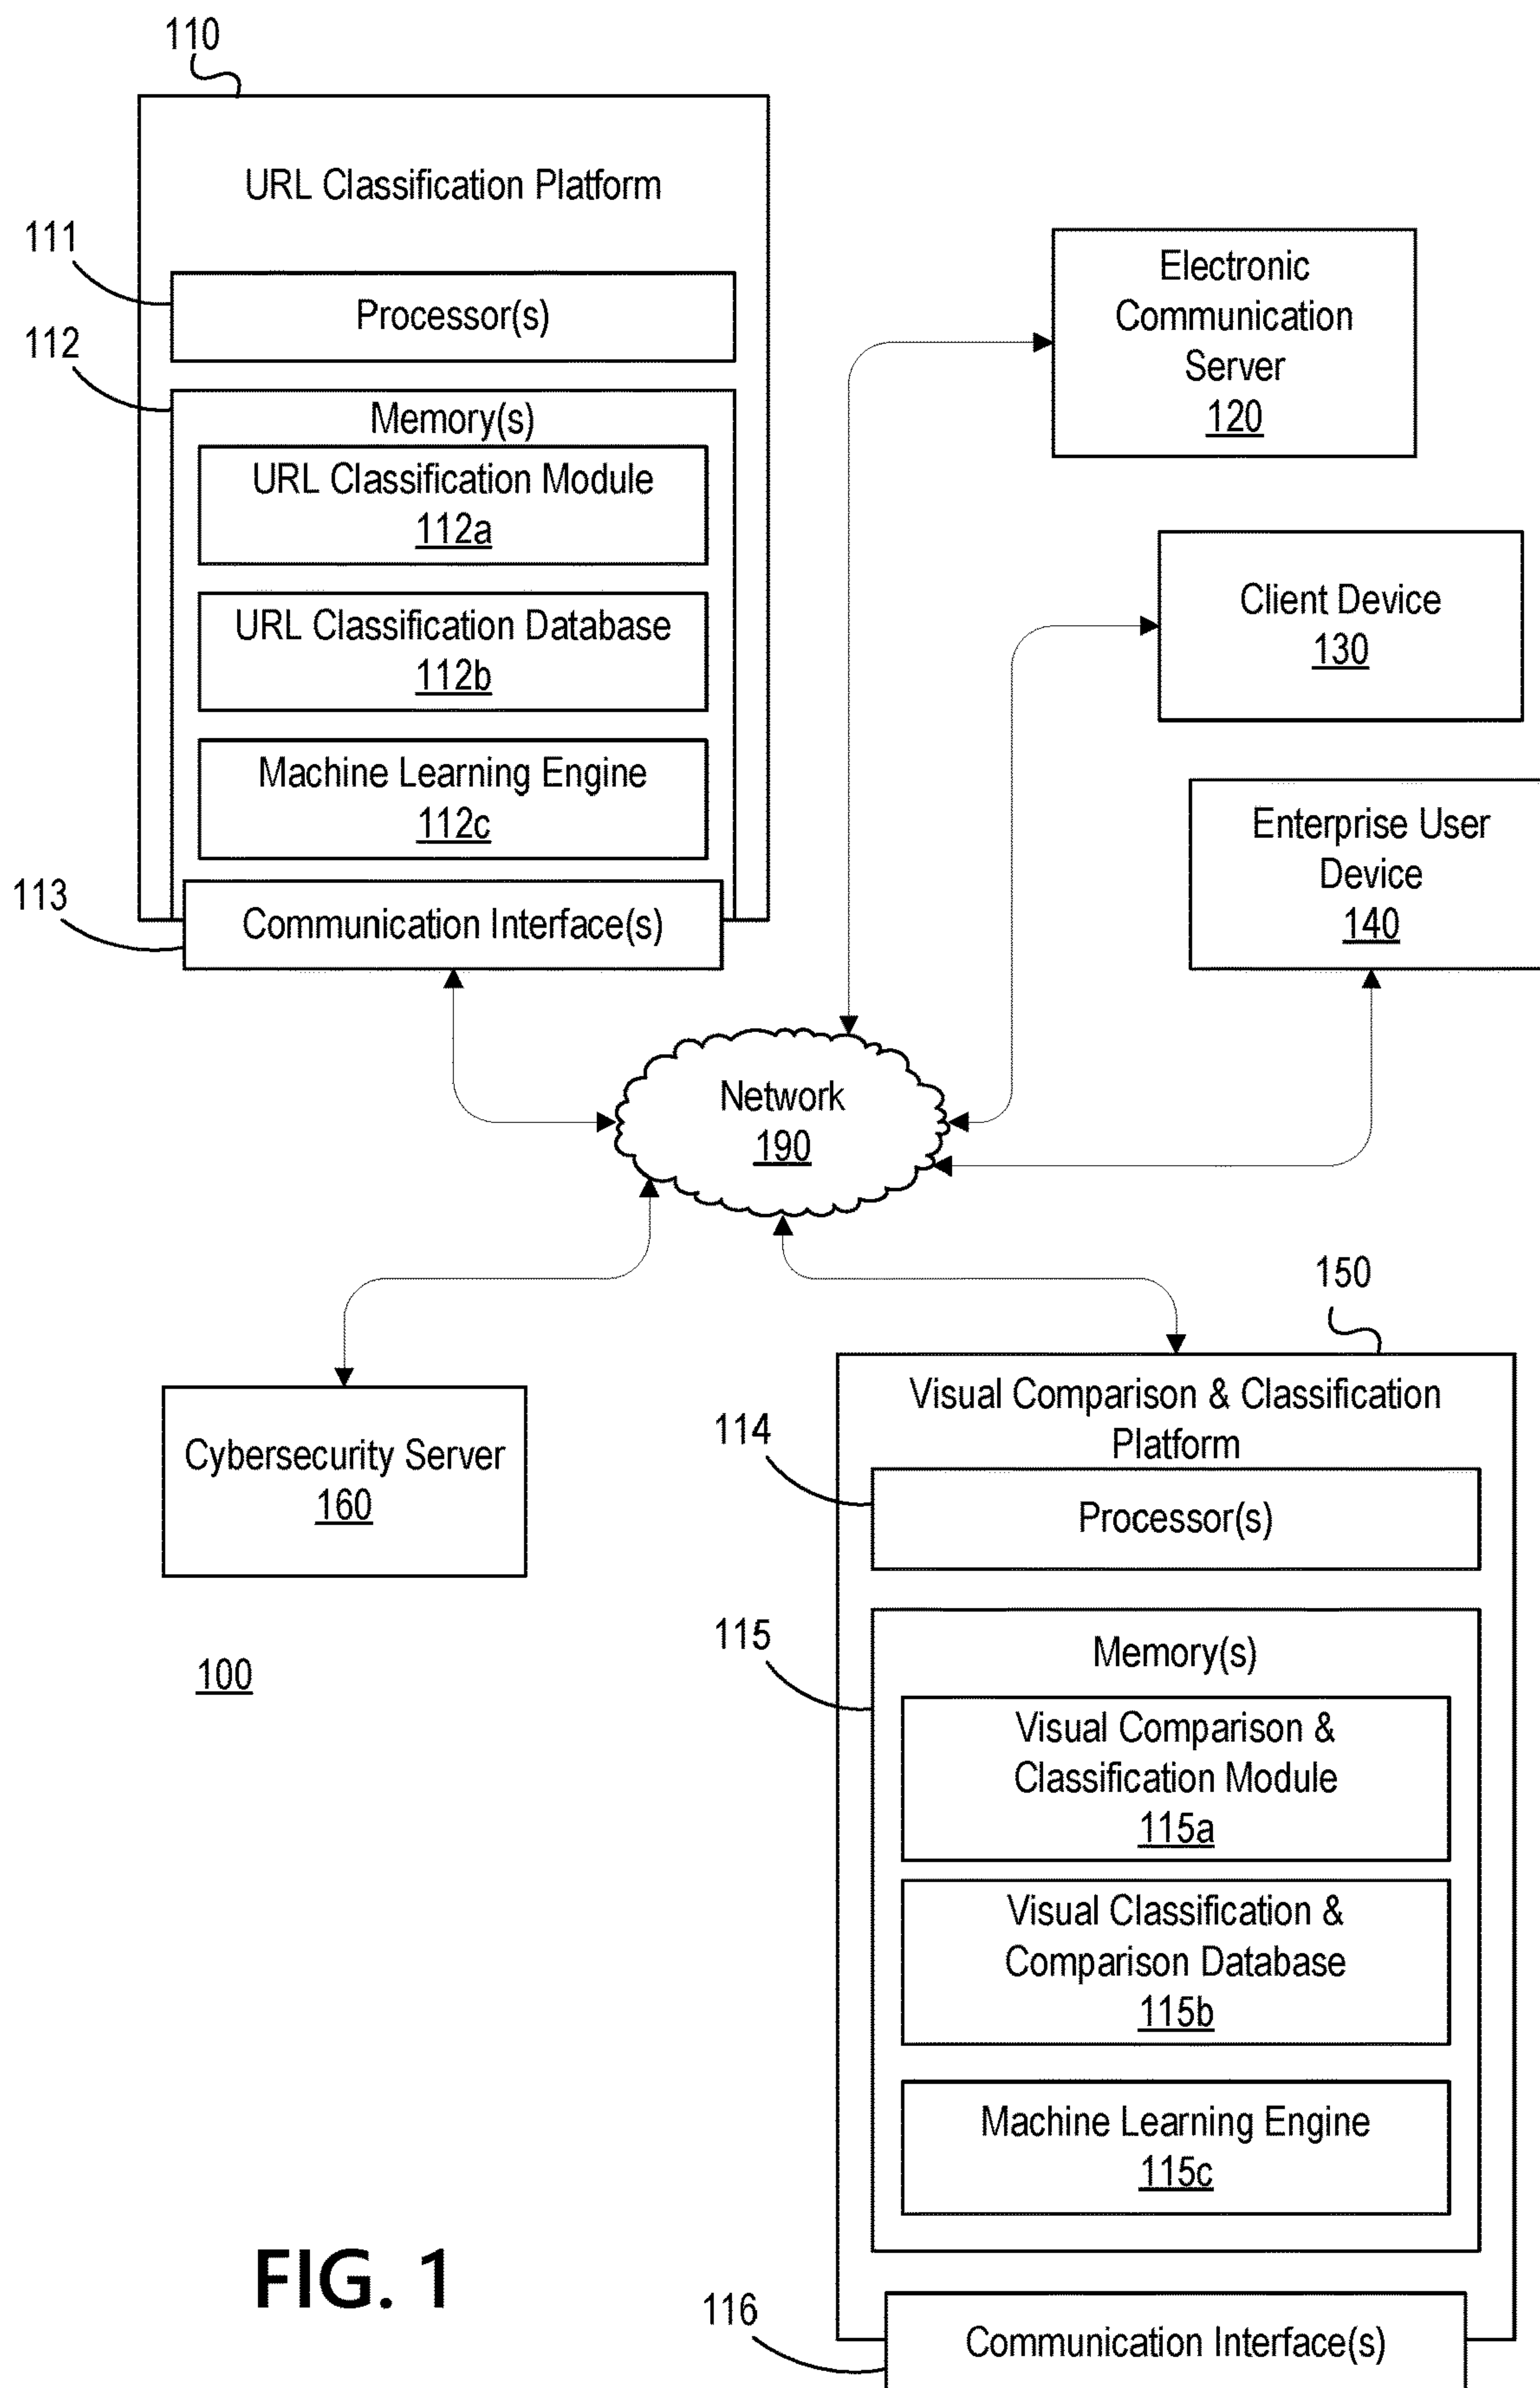 110
URL Classification Platform
111
Processor(s)
112
Memory(s)
URL Classification Module
112a
URL Classification Database
112b
Machine Learning Engine
112c
113
Communication Interface(s)
Electronic
Communication
Server
120
Client Device
130
Enterprise User
Device
140
Network
190
Cybersecurity Server
160
100
150
Visual Comparison & Classification
Platform
114
Processor(s)
115
Memory(s)
Visual Comparison &
Classification Module
115a
Visual Classification &
Comparison Database
115b
Machine Learning Engine
115c
116
Communication Interface(s)
FIG. 1